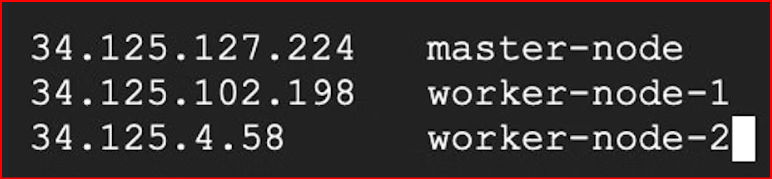 34.125.127.224 master-node
34.125.102.198 worker-node-1
34.125.4.58 worker-node-2